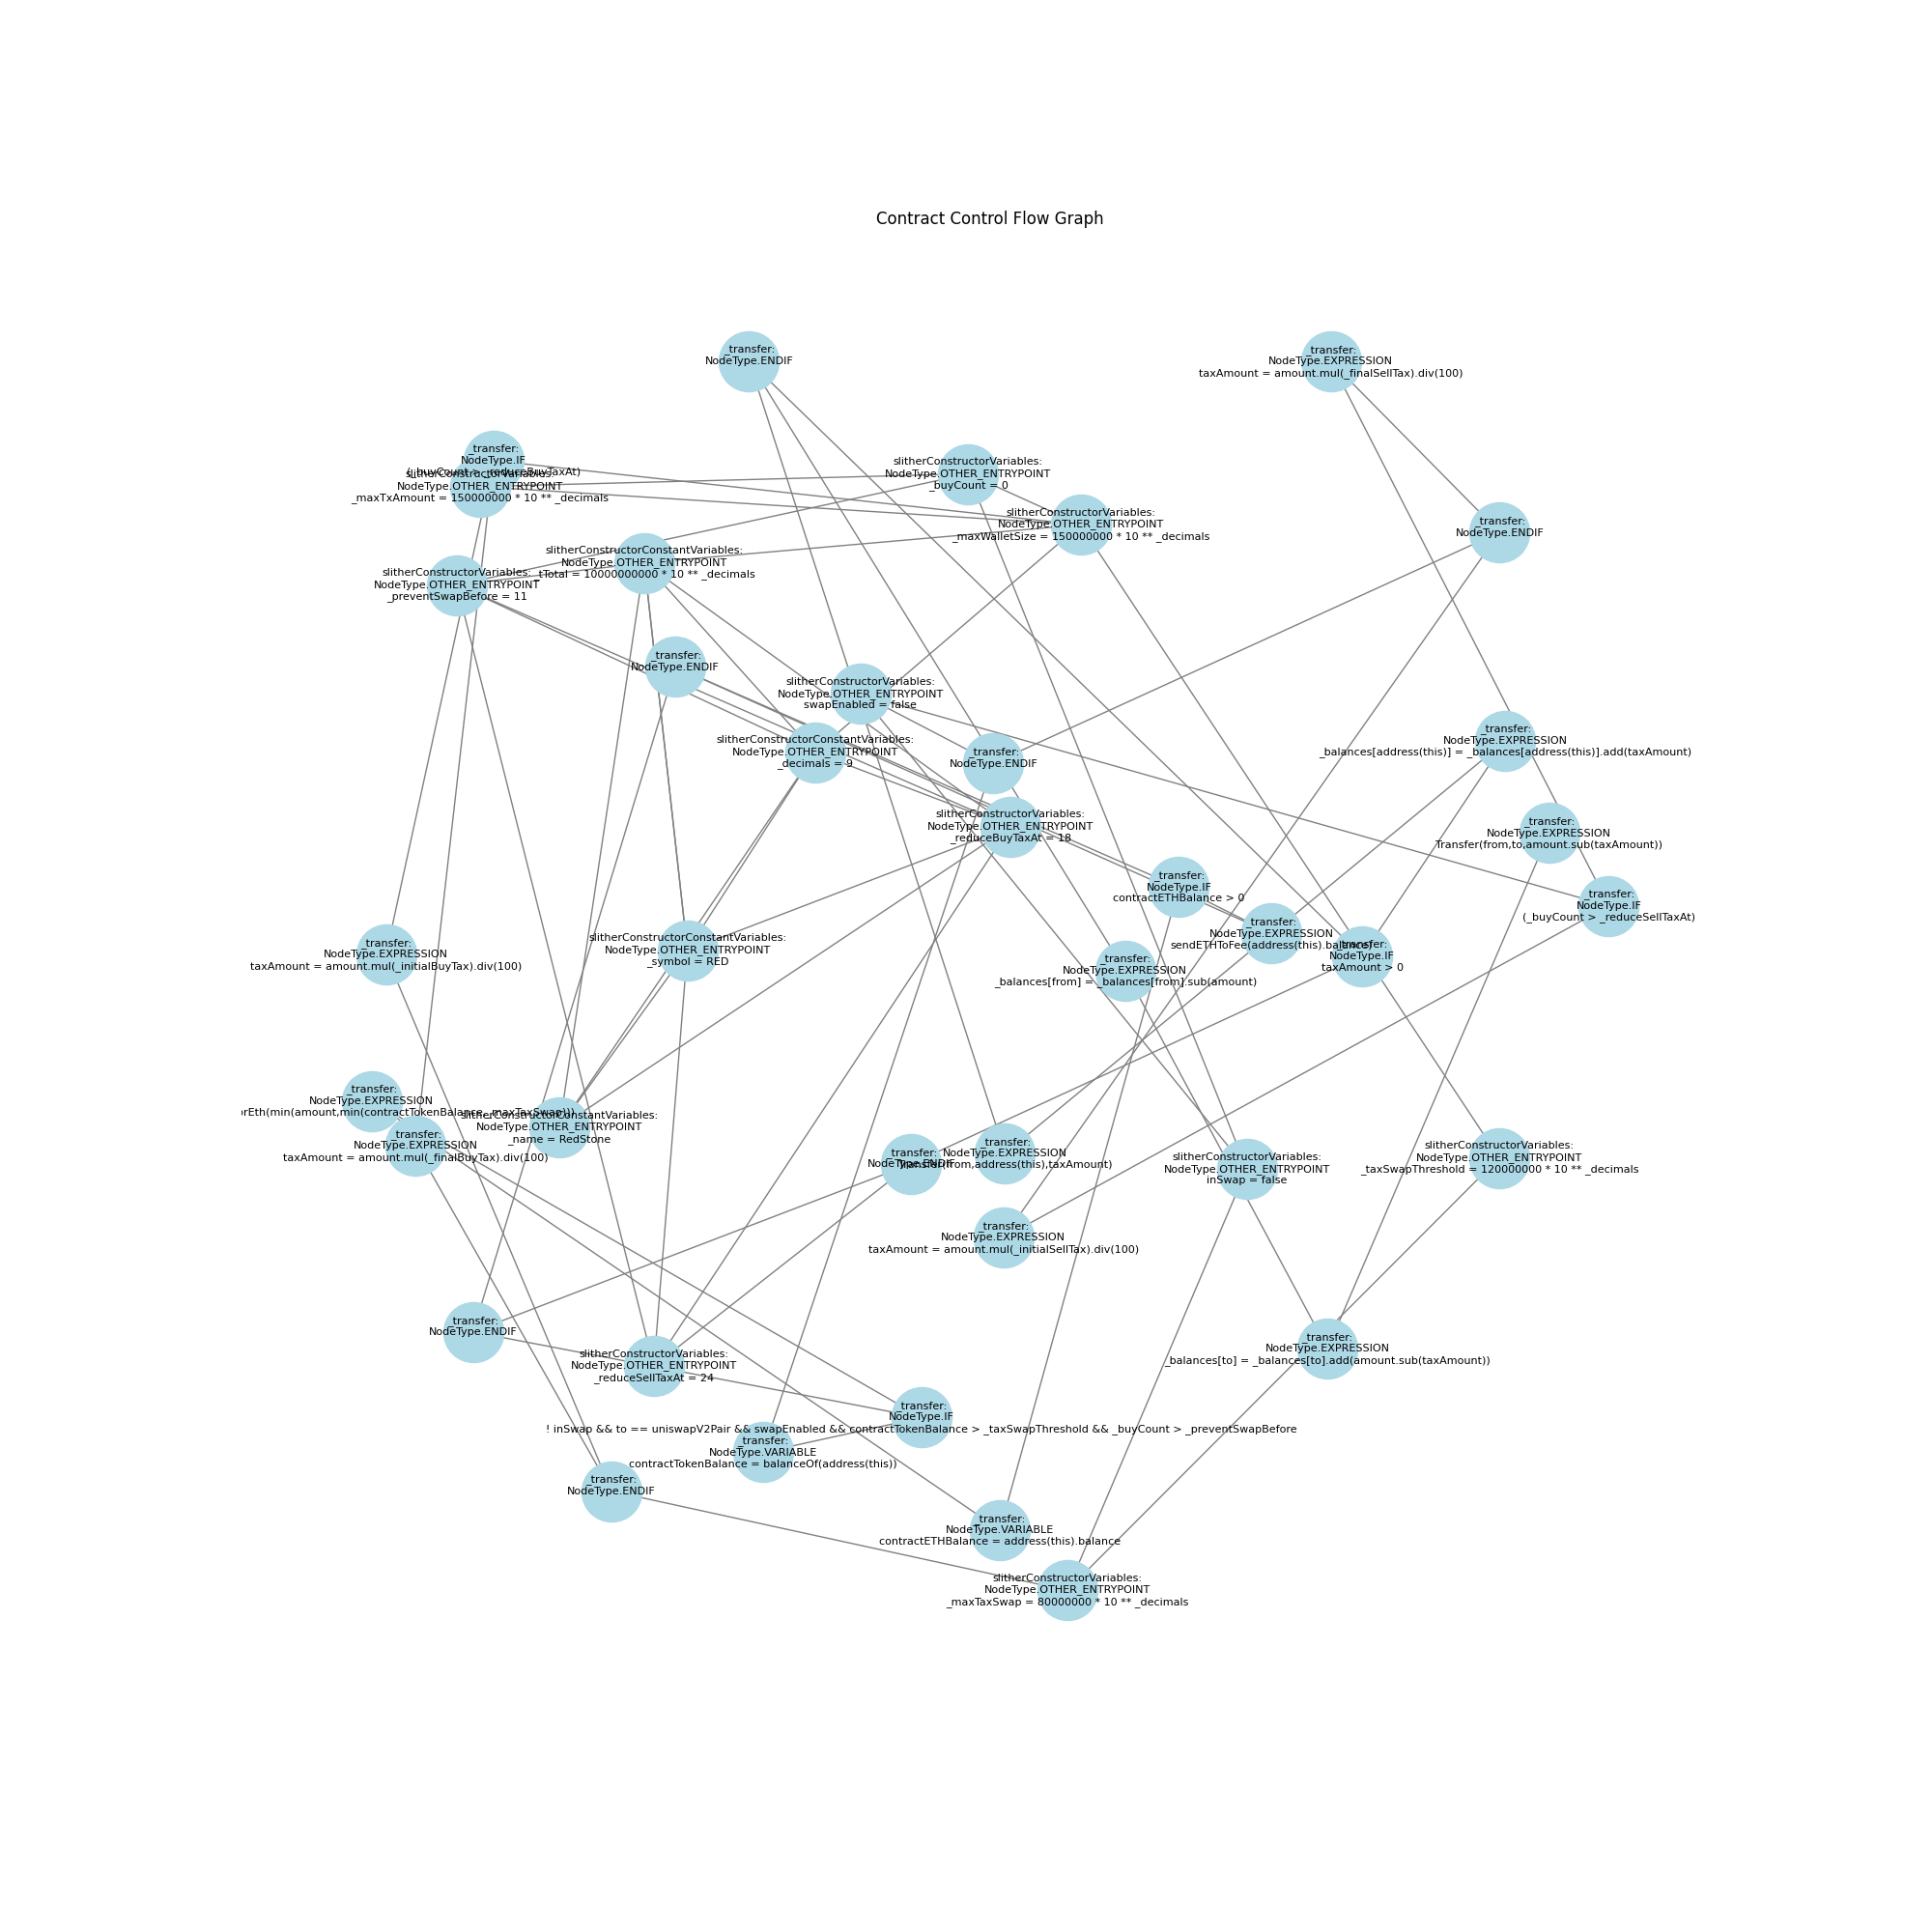 Contract Control Flow Graph
_transfer:
NodeType.ENDIF
_transfer:
NodeType.EXPRESSION
taxAmount = amount.mul(_finalSellTax).div(100)
_transfer:
NodeType.IF
(_buyCount > _reduceBuyTaxAt)
slitherConstructorVariables:
NodeType.OTHER_ENTRYPOINT
_maxTxAmount = 150000000 * 10 ** _decimals
slitherConstructorVariables:
NodeType.OTHER_ENTRYPOINT
_buyCount = 0
slitherConstructorVariables:
NodeType.OTHER_ENTRYPOINT
_maxWalletSize = 150000000 * 10 ** _decimals
_transfer:
NodeType.ENDIF
slitherConstructorConstantVariables:
NodeType.OTHER_ENTRYPOINT
_tTotal = 10000000000 * 10 ** _decimals
slitherConstructorVariables:
NodeType.OTHER_ENTRYPOINT
_preventSwapBefore = 11
_transfer:
NodeType.ENDIF
slitherConstructorVariables:
NodeType.OTHER_ENTRYPOINT
swapEnabled = false
slitherConstructorConstantVariables:
NodeType.OTHER_ENTRYPOINT
_decimals = 9
_transfer:
NodeType.ENDIF
_transfer:
NodeType.EXPRESSION
_balances[address(this)] = _balances[address(this)].add(taxAmount)
slitherConstructorVariables:
NodeType.OTHER_ENTRYPOINT
_reduceBuyTaxAt = 18
_transfer:
NodeType.EXPRESSION
Transfer(from,to,amount.sub(taxAmount))
_transfer:
NodeType.IF
contractETHBalance > 0
_transfer:
NodeType.IF
(_buyCount > _reduceSellTaxAt)
_transfer:
NodeType.EXPRESSION
sendETHToFee(address(this).balance)
_transfer:
NodeType.IF
taxAmount > 0
_transfer:
NodeType.EXPRESSION
_balances[from] = _balances[from].sub(amount)
_transfer:
NodeType.EXPRESSION
taxAmount = amount.mul(_initialBuyTax).div(100)
slitherConstructorConstantVariables:
NodeType.OTHER_ENTRYPOINT
_symbol = RED
_transfer:
NodeType.EXPRESSION
rEth(min(amount,min(contractTokenBalance,_maxTaxSwap)))
slitherConstructorConstantVariables:
NodeType.OTHER_ENTRYPOINT
_name = RedStone
_transfer:
NodeType.EXPRESSION
taxAmount = amount.mul(_finalBuyTax).div(100)
_transfer:
NodeType.ENDIF
_transfer:
NodeType.EXPRESSION
Transfer(from,address(this),taxAmount)
slitherConstructorVariables:
NodeType.OTHER_ENTRYPOINT
inSwap = false
slitherConstructorVariables:
NodeType.OTHER_ENTRYPOINT
_taxSwapThreshold = 120000000 * 10 ** _decimals
_transfer:
NodeType.EXPRESSION
taxAmount = amount.mul(_initialSellTax).div(100)
_transfer:
NodeType.ENDIF
_transfer:
NodeType.EXPRESSION
_balances[to] = _balances[to].add(amount.sub(taxAmount))
slitherConstructorVariables:
NodeType.OTHER_ENTRYPOINT
_reduceSellTaxAt = 24
_transfer:
NodeType.IF
! inSwap && to == uniswapV2Pair && swapEnabled && contractTokenBalance > _taxSwapThreshold && _buyCount > _preventSwapBefore
_transfer:
NodeType.VARIABLE
contractTokenBalance = balanceOf(address(this))
_transfer:
NodeType.ENDIF
_transfer:
NodeType.VARIABLE
contractETHBalance = address(this).balance
slitherConstructorVariables:
NodeType.OTHER_ENTRYPOINT
_maxTaxSwap = 80000000 * 10 ** _decimals